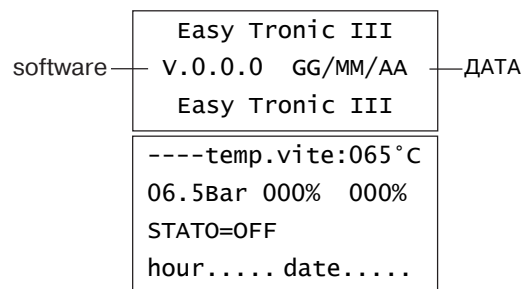 Easy Tronic III
software V.0.0.0 GG/MM/AA ДАТА
Easy Tronic III
----temp.vite:065°C
06.5Bar 000% 000%
STATO=OFF
hour..... date.....